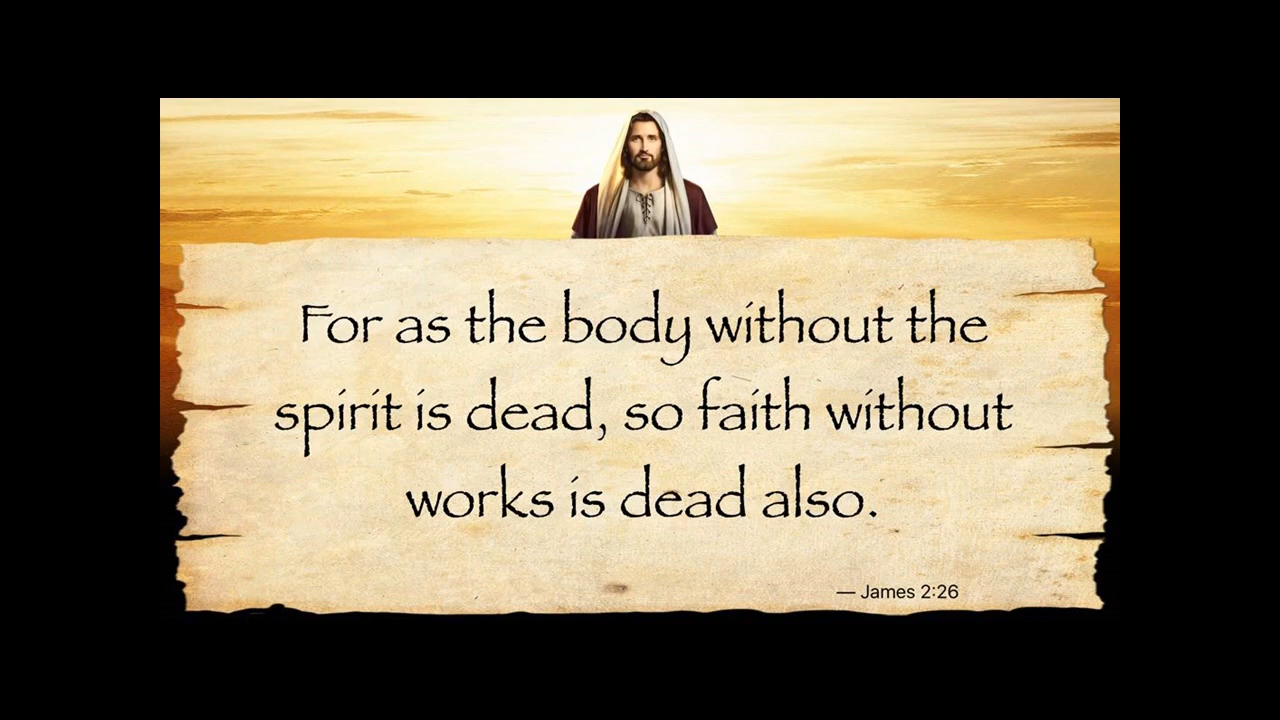 For as the body without the
spirit is dead, so faith without
works is dead also.
— James 2:26